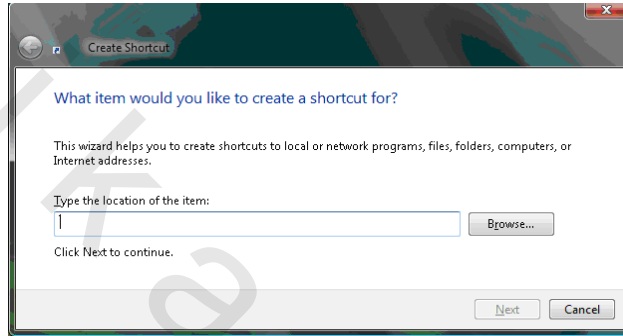 Create Shortcut
What item would you like to create a shortcut for?
This wizard helps you to create shortcuts to local or network programs, files, folders, computers, or
Internet addresses.
Type the location of the item:
Browse...
Click Next to continue.
Next
Cancel